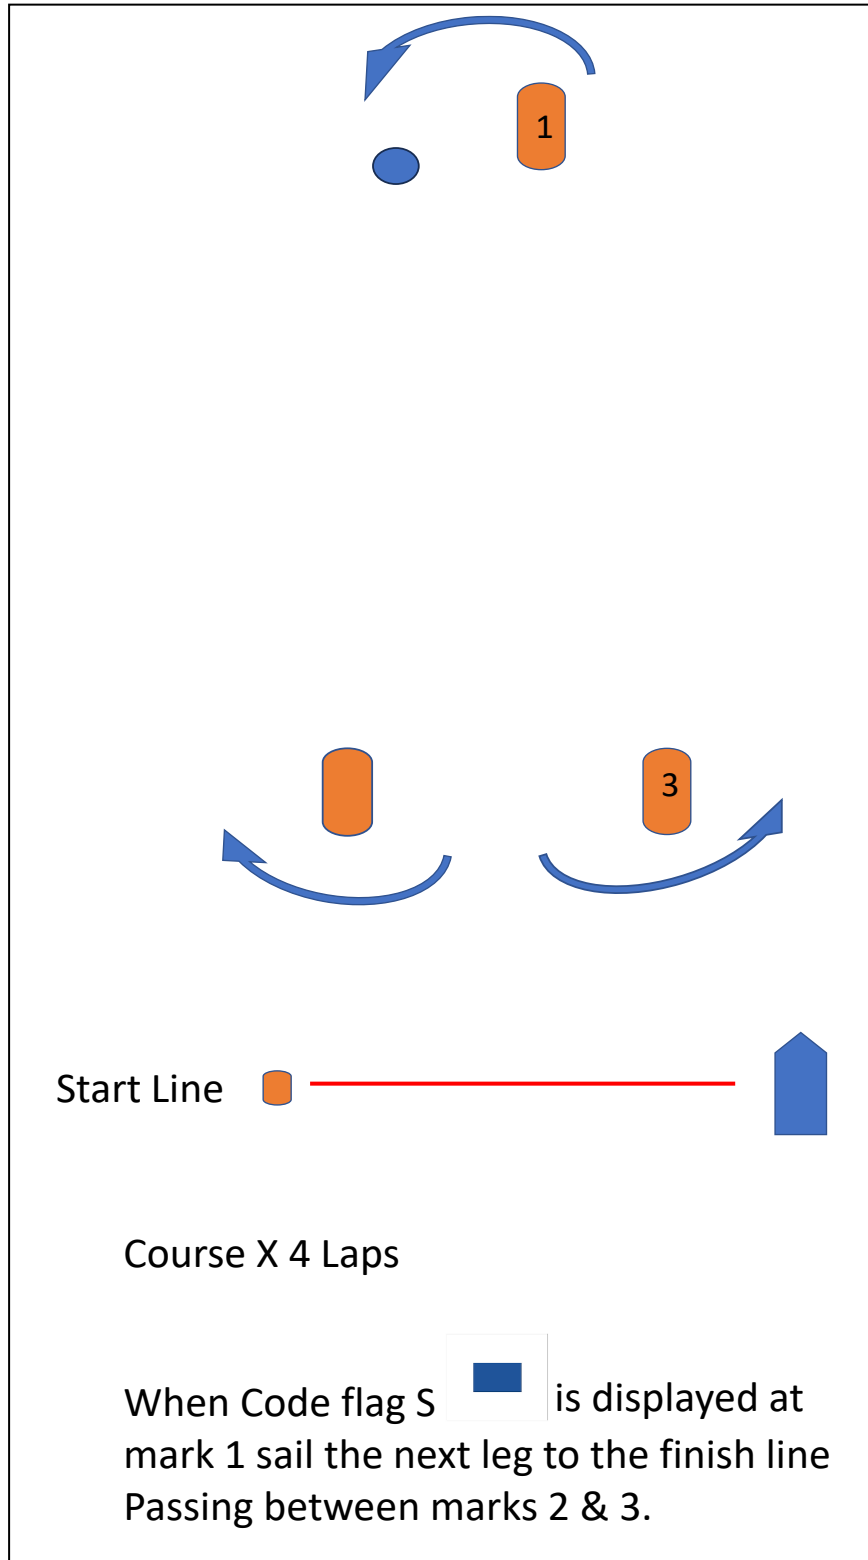 1
3
Start Line
Course X 4 Laps
When Code flag S is displayed at
mark 1 sail the next leg to the finish line
Passing between marks 2 & 3.